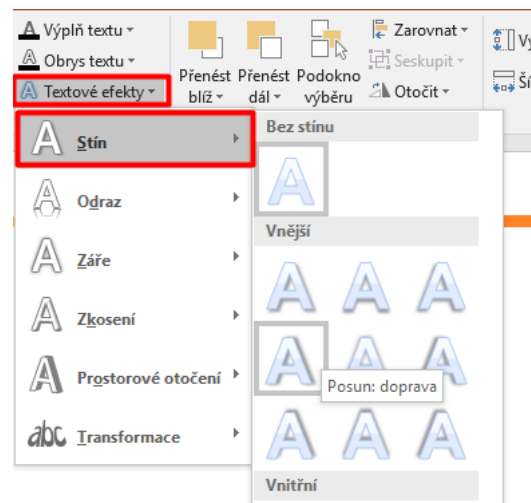 Výplň textu
Obrys textu
Textové efekty
Přenést blíž
Přenést dál
Podokno výběru
Zarovnat
Seskupit
Otočit
Stín
Odraz
Záře
Zkosení
Prostorové otočení
abc Transformace
Bez stínu
Vnější
Posun: doprava
Vnitřní